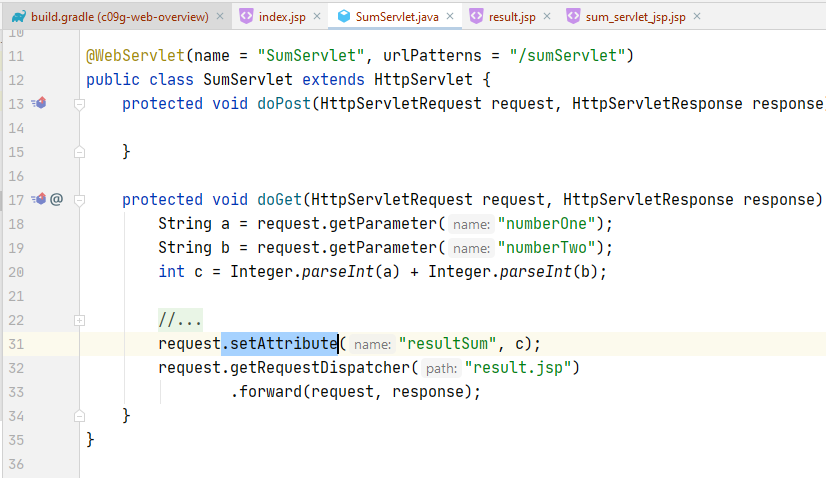 build.gradle (c09g-web-overview) × index.jsp × SumServlet.java × result.jsp × sum_servlet_jsp.jsp ×
10
11 @WebServlet(name = "SumServlet", urlPatterns = "/sumServlet")
12 public class SumServlet extends HttpServlet {
13 protected void doPost(HttpServletRequest request, HttpServletResponse response
14
15 }
16
17 @ protected void doGet(HttpServletRequest request, HttpServletResponse response)
18 String a = request.getParameter( name: "numberOne");
19 String b = request.getParameter( name: "numberTwo");
20 int c = Integer.parseInt(a) + Integer.parseInt(b);
21
22 //...
31 request.setAttribute( name: "resultSum", c);
32 request.getRequestDispatcher( path: "result.jsp")
33 .forward(request, response);
34 }
35 }
36